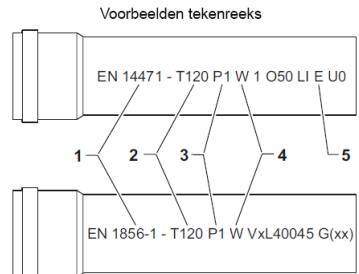 Voorbeelden tekenreeks
EN 14471 - T120 P1 W 1 O50 LI E U0
1 2 3 4 5
EN 1856-1 - T120 P1 W VxL40045 G(xx)